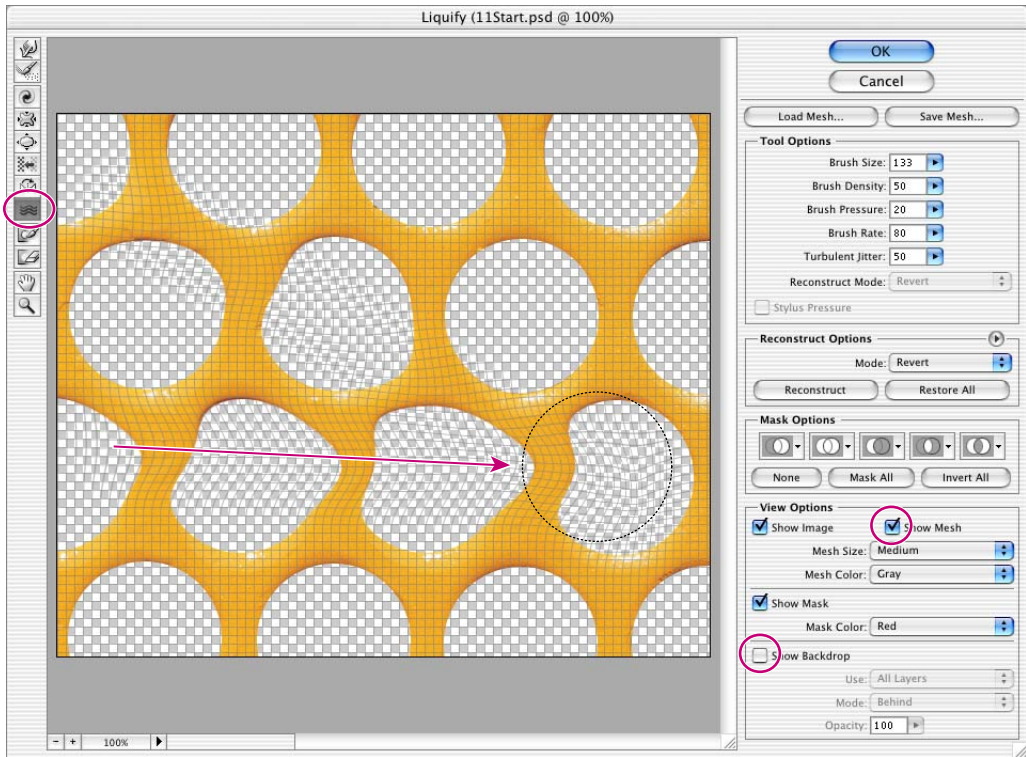 Liquify (11Start.psd @ 100%)
OK
Cancel
Load Mesh...
Save Mesh...
Tool Options
Brush Size: 133
Brush Density: 50
Brush Pressure: 20
Brush Rate: 80
Turbulent Jitter: 50
Reconstruct Mode: Revert
Stylus Pressure
Reconstruct Options
Mode: Revert
Reconstruct
Restore All
Mask Options
None
Mask All
Invert All
View Options
Show Image
Show Mesh
Mesh Size: Medium
Mesh Color: Gray
Show Mask
Mask Color: Red
Show Backdrop
Use: All Layers
Mode: Behind
Opacity: 100
- + 100%